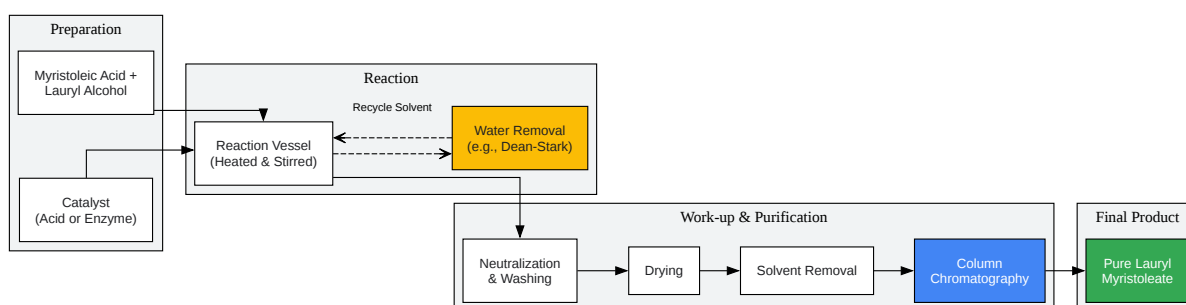 Preparation
Myristoleic Acid +
Lauryl Alcohol
Catalyst
(Acid or Enzyme)
Reaction
Recycle Solvent
Reaction Vessel
(Heated & Stirred)
Water Removal
(e.g., Dean-Stark)
Work-up & Purification
Neutralization
& Washing
Drying
Solvent Removal
Column
Chromatography
Final Product
Pure Lauryl
Myristoleate